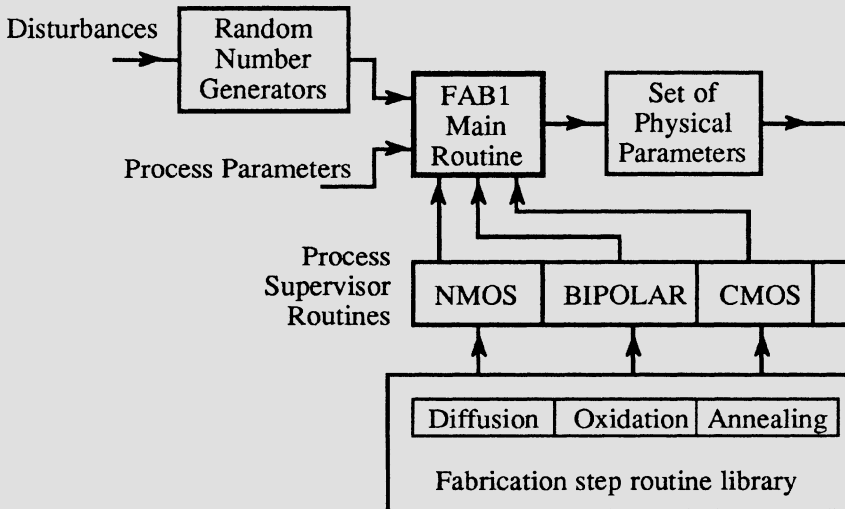 Disturbances
Random
Number
Generators
FAB1
Main
Routine
Set of
Physical
Parameters
Process Parameters
Process
Supervisor
Routines
NMOS
BIPOLAR
CMOS
Diffusion
Oxidation
Annealing
Fabrication step routine library